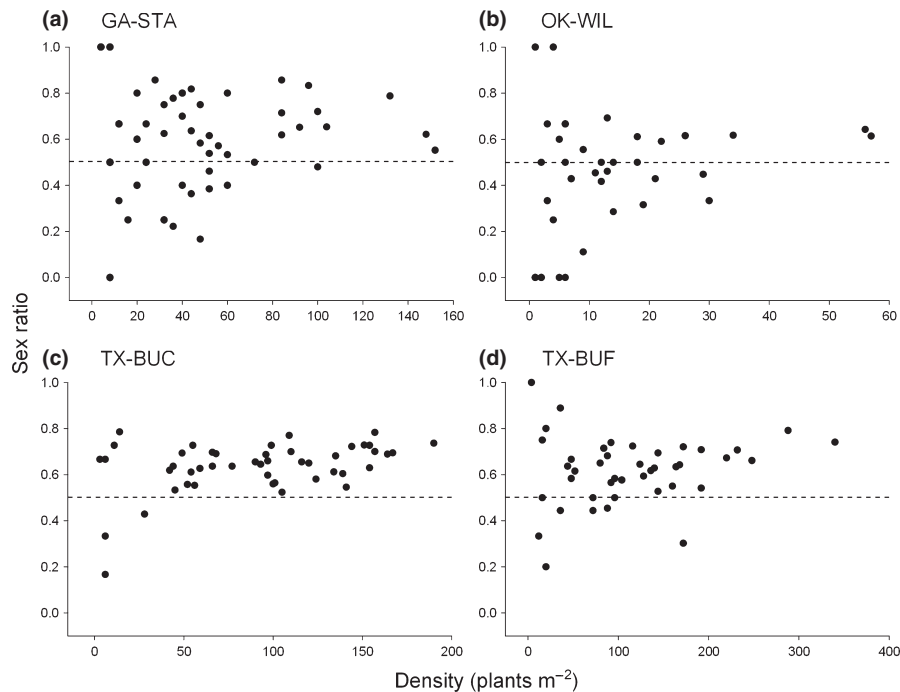 (a) GA-STA
(b) OK-WIL
1.0
0.8
0.6
0.4
0.2
0.0
0 20 40 60 80 100 120 140 160
1.0
0.8
0.6
0.4
0.2
0.0
0 10 20 30 40 50 60
Sex ratio
(c) TX-BUC
(d) TX-BUF
1.0
0.8
0.6
0.4
0.2
0.0
0 50 100 150 200
1.0
0.8
0.6
0.4
0.2
0.0
0 100 200 300 400
Density (plants m⁻²)